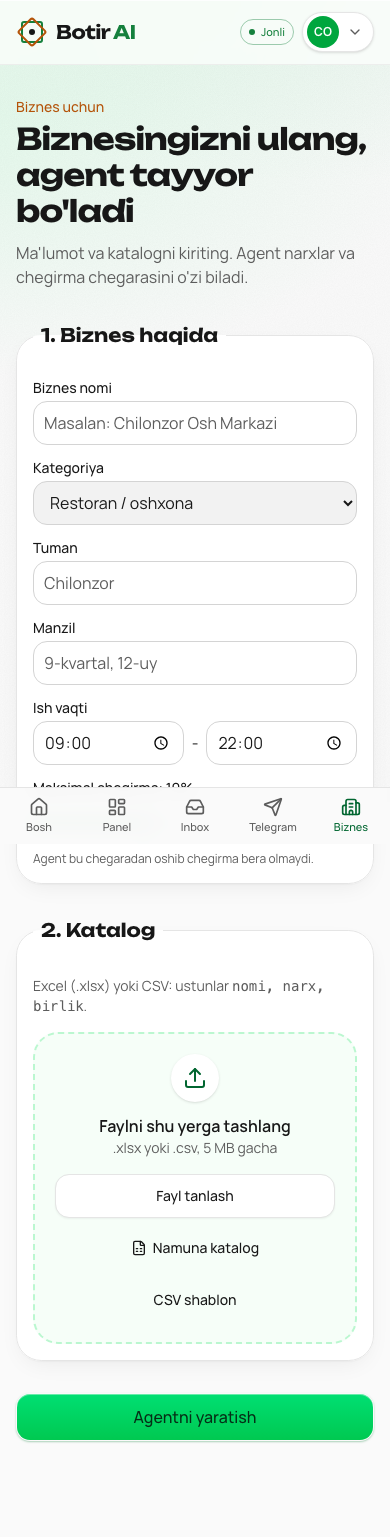 Botir AI
Jonli
CO
Biznes uchun
Biznesingizni ulang,
agent tayyor
bo'ladi
Ma'lumot va katalogni kiriting. Agent narxlar va
chegirma chegarasini o'zi biladi.
1. Biznes haqida
Biznes nomi
Masalan: Chilonzor Osh Markazi
Kategoriya
Restoran / oshxona
Tuman
Chilonzor
Manzil
9-kvartal, 12-uy
Ish vaqti
09:00 - 22:00
Maksimal chegirma: 10%
Bosh Panel Inbox Telegram Biznes
Agent bu chegaradan oshib chegirma bera olmaydi.
2. Katalog
Excel (.xlsx) yoki CSV: ustunlar nomi, narx,
birlik.
Faylni shu yerga tashlang
.xlsx yoki .csv, 5 MB gacha
Fayl tanlash
Namuna katalog
CSV shablon
Agentni yaratish